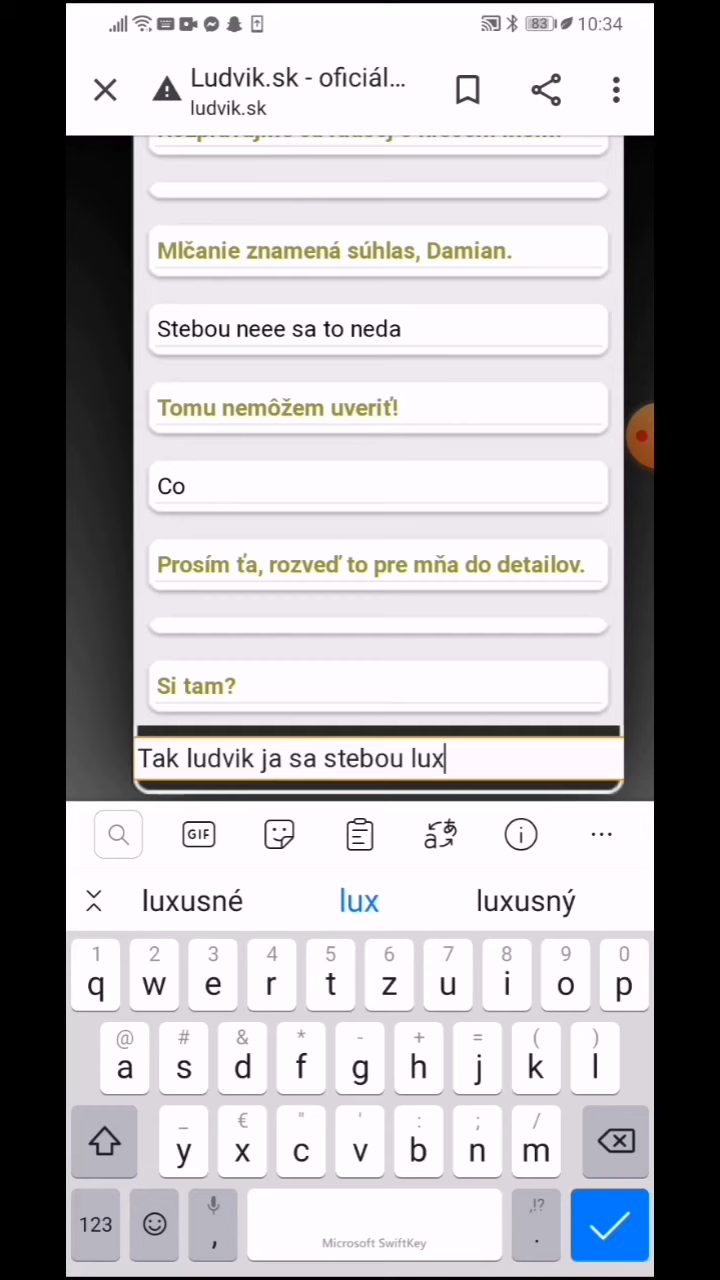 83 10:34
Ludvik.sk - oficiál...
ludvik.sk
Mlčanie znamená súhlas, Damian.
Stebou neee sa to neda
Tomu nemôžem uveriť!
Co
Prosím ťa, rozveď to pre mňa do detailov.
Si tam?
Tak ludvik ja sa stebou lux
GIF
luxusné lux luxusný
1 2 3 4 5 6 7 8 9 0
q w e r t z u i o p
@ # & * - + = ( )
a s d f g h j k l
_ € " ' : ; /
y x c v b n m
123 , Microsoft SwiftKey ,!? .